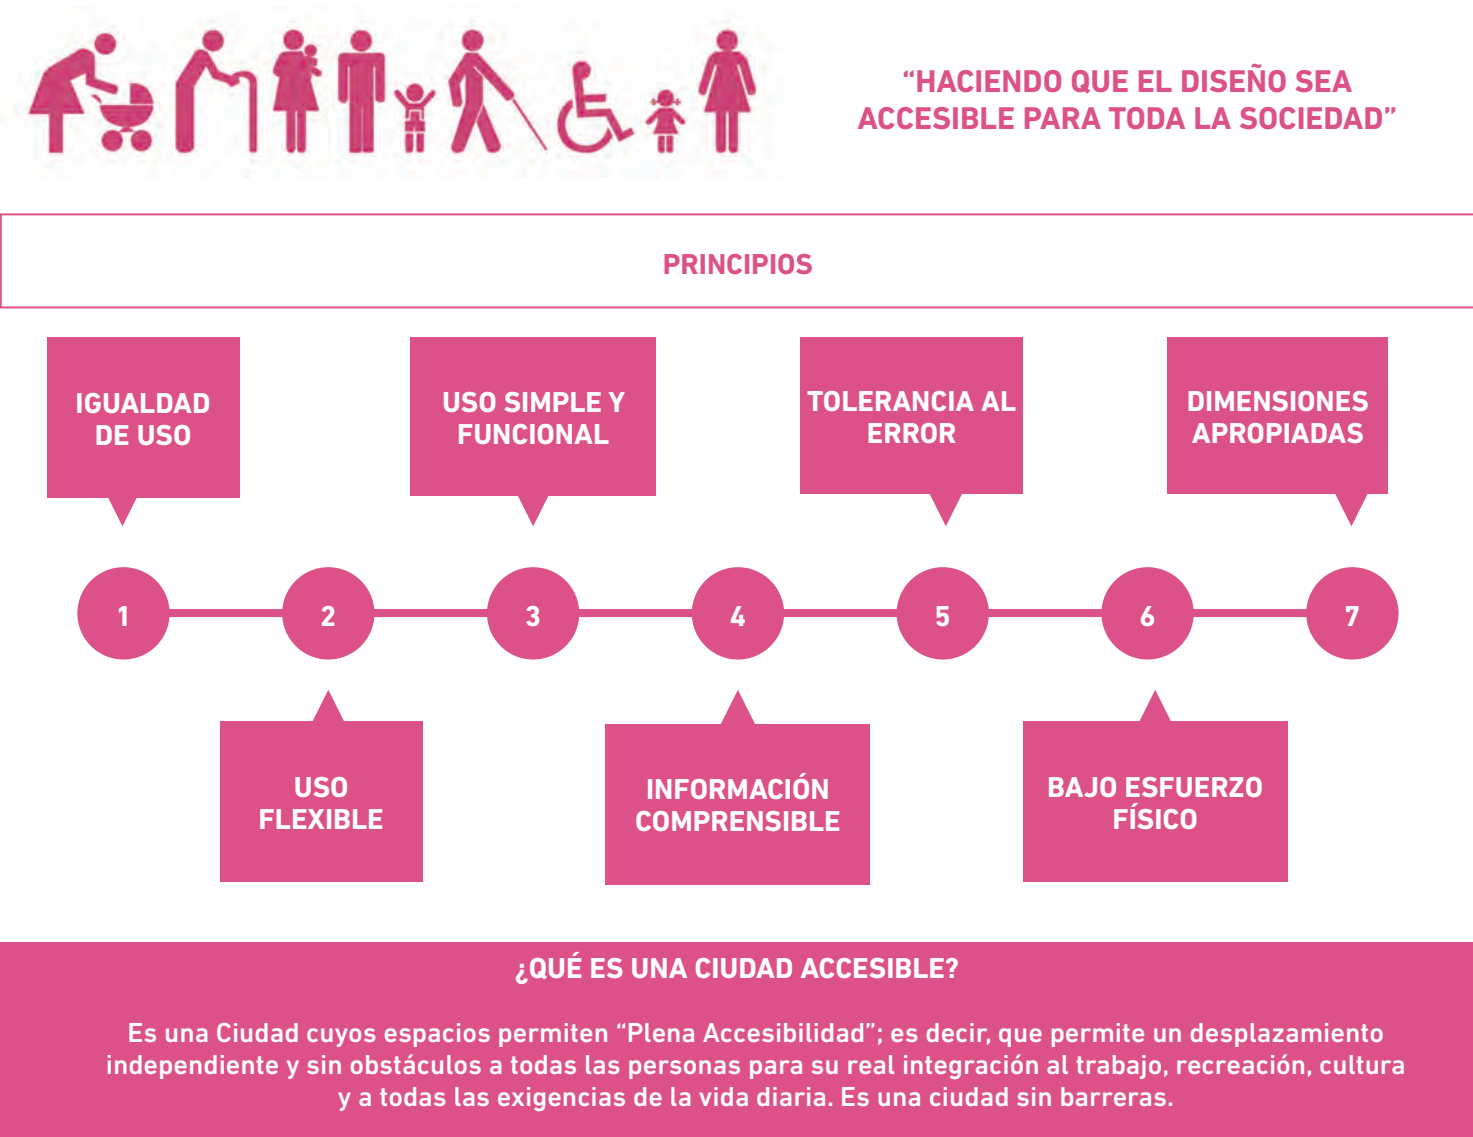 “HACIENDO QUE EL DISEÑO SEA
ACCESIBLE PARA TODA LA SOCIEDAD”
PRINCIPIOS
IGUALDAD
DE USO
USO SIMPLE Y
FUNCIONAL
TOLERANCIA AL
ERROR
DIMENSIONES
APROPIADAS
1
2
3
4
5
6
7
USO
FLEXIBLE
INFORMACIÓN
COMPRENSIBLE
BAJO ESFUERZO
FÍSICO
¿QUÉ ES UNA CIUDAD ACCESIBLE?
Es una Ciudad cuyos espacios permiten “Plena Accesibilidad”; es decir, que permite un desplazamiento
independiente y sin obstáculos a todas las personas para su real integración al trabajo, recreación, cultura
y a todas las exigencias de la vida diaria. Es una ciudad sin barreras.